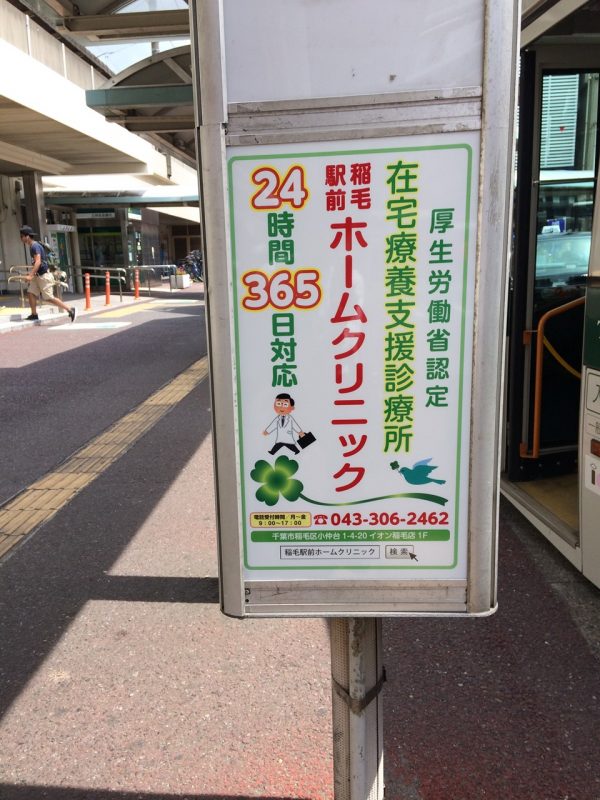 厚生労働省認定
在宅療養支援診療所
稲毛
駅前
ホームクリニック
24
時間
365
日対応
電話受付時間:月～金
9:00～17:00
☎043-306-2462
千葉市稲毛区小仲台 1-4-20 イオン稲毛店 1F
稲毛駅前ホームクリニック 検索